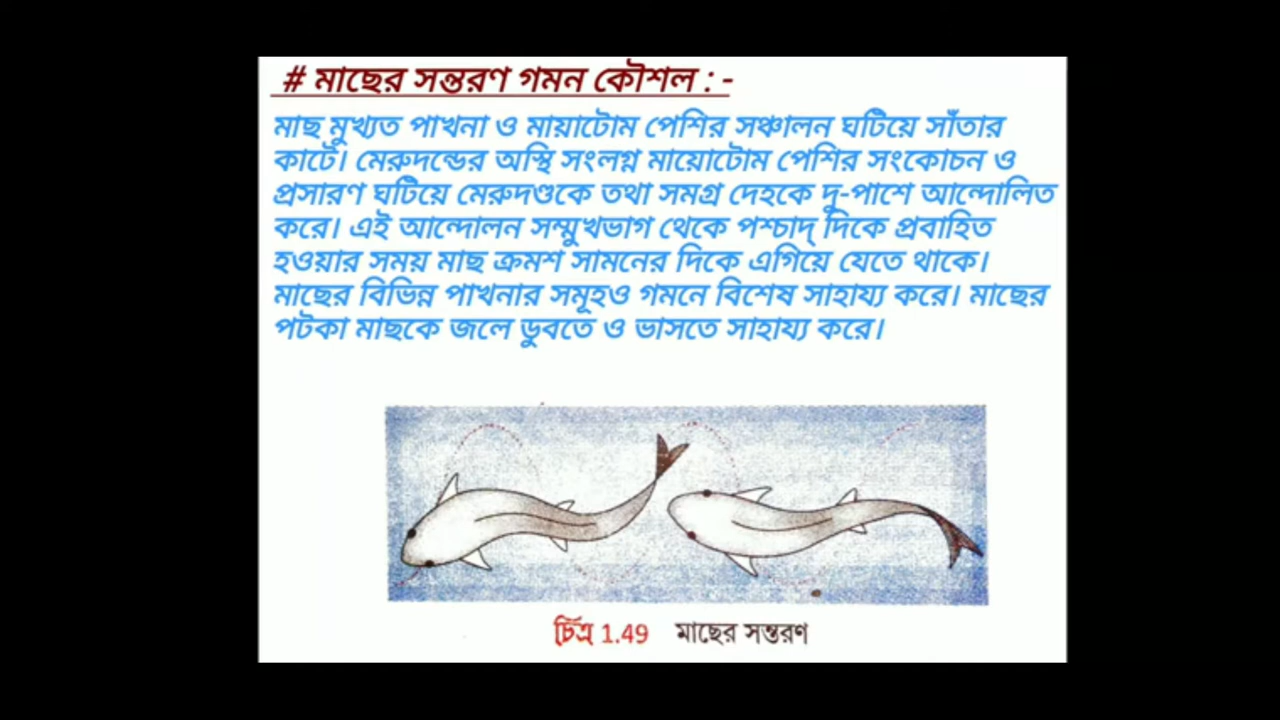 # মাছের সন্তরণ গমন কৌশল : -
মাছ মুখ্যত পাখনা ও মায়াটোম পেশির সঞ্চালন ঘটিয়ে সাঁতার
কাটে। মেরুদন্ডের অস্থি সংলগ্ন মায়োটোম পেশির সংকোচন ও
প্রসারণ ঘটিয়ে মেরুদণ্ডকে তথা সমগ্র দেহকে দু-পাশে আন্দোলিত
করে। এই আন্দোলন সম্মুখভাগ থেকে পশ্চাদ্ দিকে প্রবাহিত
হওয়ার সময় মাছ ক্রমশ সামনের দিকে এগিয়ে যেতে থাকে।
মাছের বিভিন্ন পাখনার সমূহও গমনে বিশেষ সাহায্য করে। মাছের
পটকা মাছকে জলে ডুবতে ও ভাসতে সাহায্য করে।
চিত্র 1.49 মাছের সন্তরণ